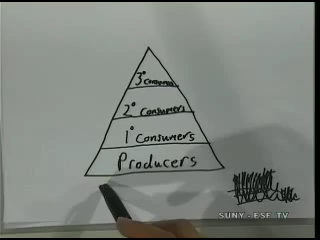 3° Consumers
2° Consumers
1° Consumers
Producers
SUNY - ESF TV